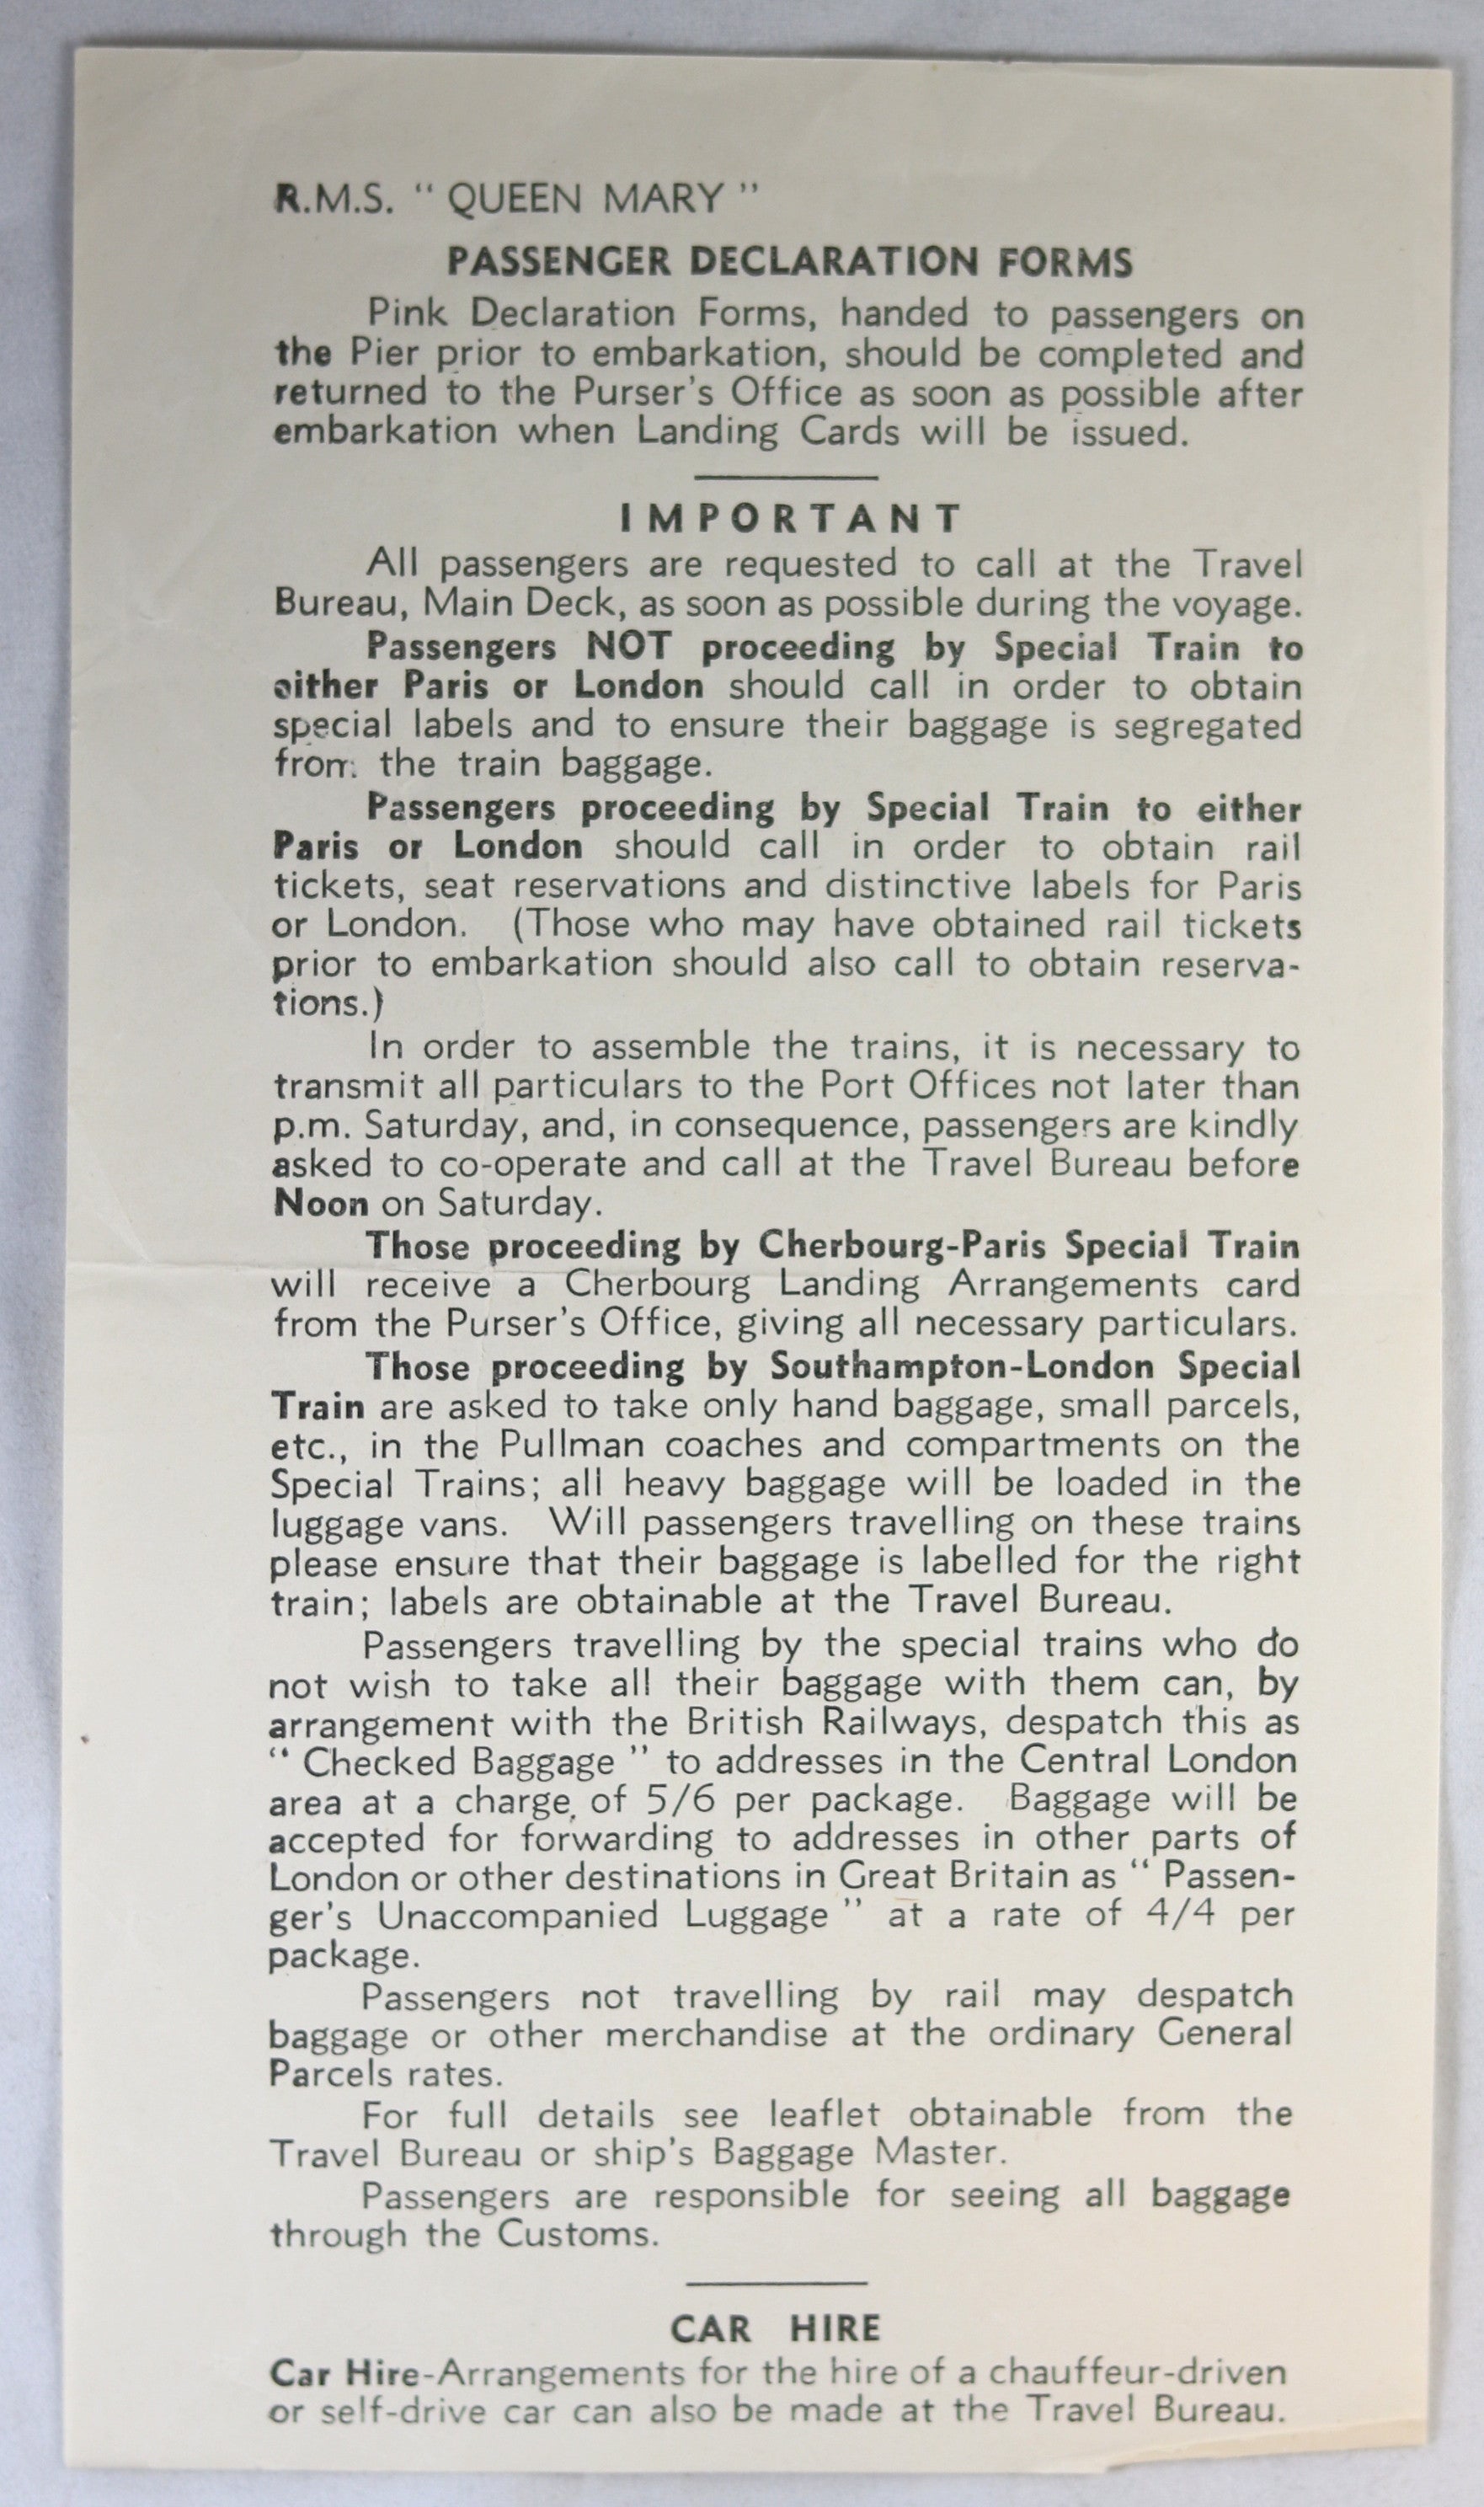 R.M.S. “ QUEEN MARY ”
PASSENGER DECLARATION FORMS
Pink Declaration Forms, handed to passengers on
the Pier prior to embarkation, should be completed and
returned to the Purser’s Office as soon as possible after
embarkation when Landing Cards will be issued.
IMPORTANT
All passengers are requested to call at the Travel
Bureau, Main Deck, as soon as possible during the voyage.
Passengers NOT proceeding by Special Train to
either Paris or London should call in order to obtain
special labels and to ensure their baggage is segregated
from the train baggage.
Passengers proceeding by Special Train to either
Paris or London should call in order to obtain rail
tickets, seat reservations and distinctive labels for Paris
or London. (Those who may have obtained rail tickets
prior to embarkation should also call to obtain reserva-
tions.)
In order to assemble the trains, it is necessary to
transmit all particulars to the Port Offices not later than
p.m. Saturday, and, in consequence, passengers are kindly
asked to co-operate and call at the Travel Bureau before
Noon on Saturday.
Those proceeding by Cherbourg-Paris Special Train
will receive a Cherbourg Landing Arrangements card
from the Purser’s Office, giving all necessary particulars.
Those proceeding by Southampton-London Special
Train are asked to take only hand baggage, small parcels,
etc., in the Pullman coaches and compartments on the
Special Trains; all heavy baggage will be loaded in the
luggage vans. Will passengers travelling on these trains
please ensure that their baggage is labelled for the right
train; labels are obtainable at the Travel Bureau.
Passengers travelling by the special trains who do
not wish to take all their baggage with them can, by
arrangement with the British Railways, despatch this as
“ Checked Baggage ” to addresses in the Central London
area at a charge of 5/6 per package. Baggage will be
accepted for forwarding to addresses in other parts of
London or other destinations in Great Britain as “ Passen-
ger’s Unaccompanied Luggage ” at a rate of 4/4 per
package.
Passengers not travelling by rail may despatch
baggage or other merchandise at the ordinary General
Parcels rates.
For full details see leaflet obtainable from the
Travel Bureau or ship’s Baggage Master.
Passengers are responsible for seeing all baggage
through the Customs.
CAR HIRE
Car Hire-Arrangements for the hire of a chauffeur-driven
or self-drive car can also be made at the Travel Bureau.